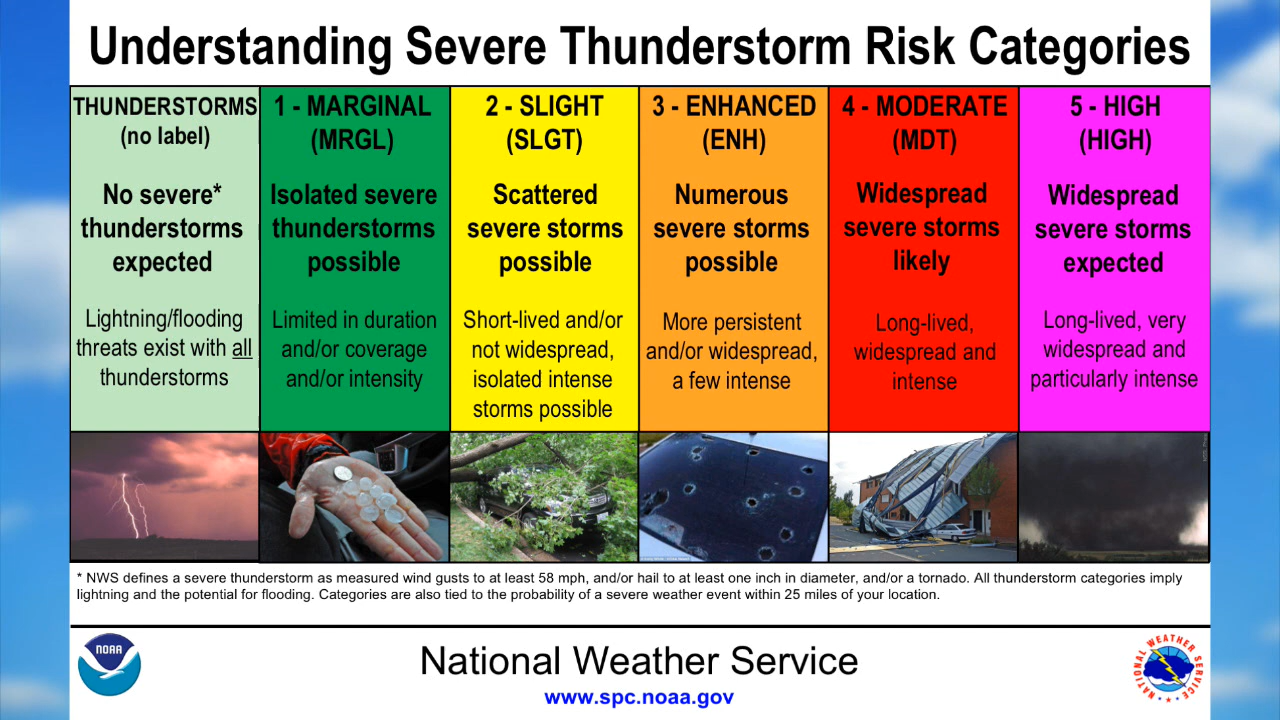 Understanding Severe Thunderstorm Risk Categories
THUNDERSTORMS
(no label)
No severe*
thunderstorms
expected
Lightning/flooding
threats exist with all
thunderstorms
1 - MARGINAL
(MRGL)
Isolated severe
thunderstorms
possible
Limited in duration
and/or coverage
and/or intensity
2 - SLIGHT
(SLGT)
Scattered
severe storms
possible
Short-lived and/or
not widespread,
isolated intense
storms possible
3 - ENHANCED
(ENH)
Numerous
severe storms
possible
More persistent
and/or widespread,
a few intense
4 - MODERATE
(MDT)
Widespread
severe storms
likely
Long-lived,
widespread and
intense
5 - HIGH
(HIGH)
Widespread
severe storms
expected
Long-lived, very
widespread and
particularly intense
* NWS defines a severe thunderstorm as measured wind gusts to at least 58 mph, and/or hail to at least one inch in diameter, and/or a tornado. All thunderstorm categories imply
lightning and the potential for flooding. Categories are also tied to the probability of a severe weather event within 25 miles of your location.
NOAA
National Weather Service
www.spc.noaa.gov
NATIONAL WEATHER SERVICE